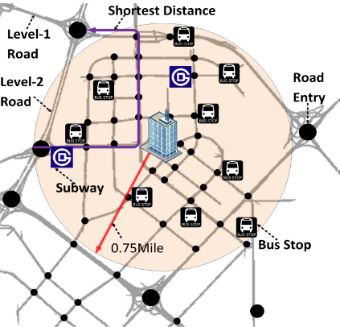 Shortest Distance
Level-1
Road
BUS STOP
Level-2
Road
BUS STOP
BUS STOP
Road
Entry
BUS STOP
BUS STOP
Subway
BUS STOP
BUS STOP
BUS STOP
BUS STOP
0.75Mile
Bus Stop